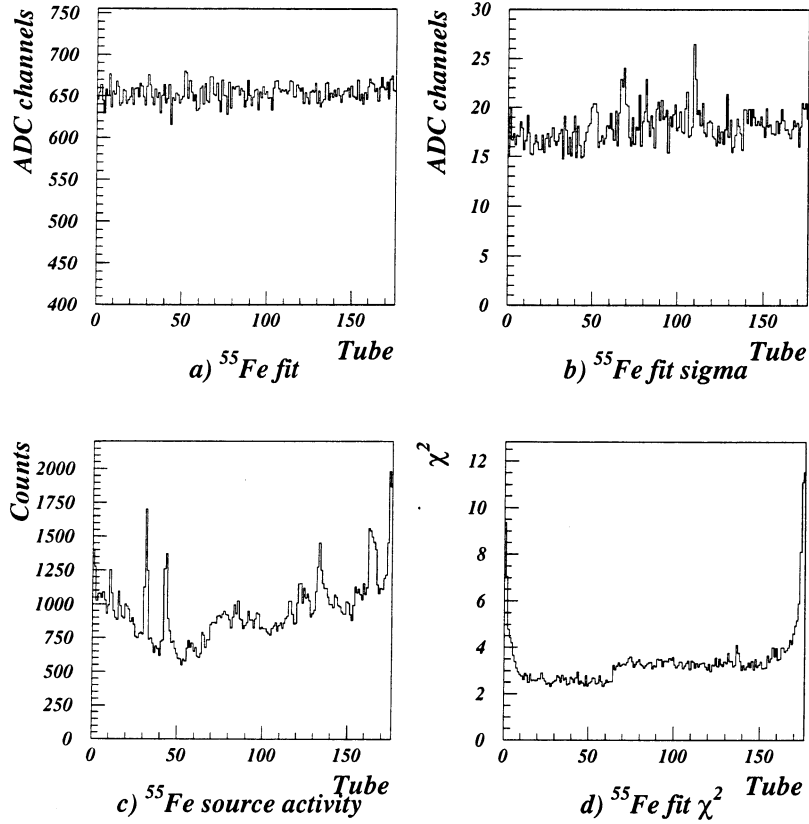 ADC channels
750
700
650
600
550
500
450
400
0 50 100 150
Tube
a) ⁵⁵Fe fit
ADC channels
30
25
20
15
10
5
0
0 50 100 150
Tube
b) ⁵⁵Fe fit sigma
Counts
2000
1750
1500
1250
1000
750
500
250
0
0 50 100 150
Tube
c) ⁵⁵Fe source activity
χ²
12
10
8
6
4
2
0
0 50 100 150
Tube
d) ⁵⁵Fe fit χ²